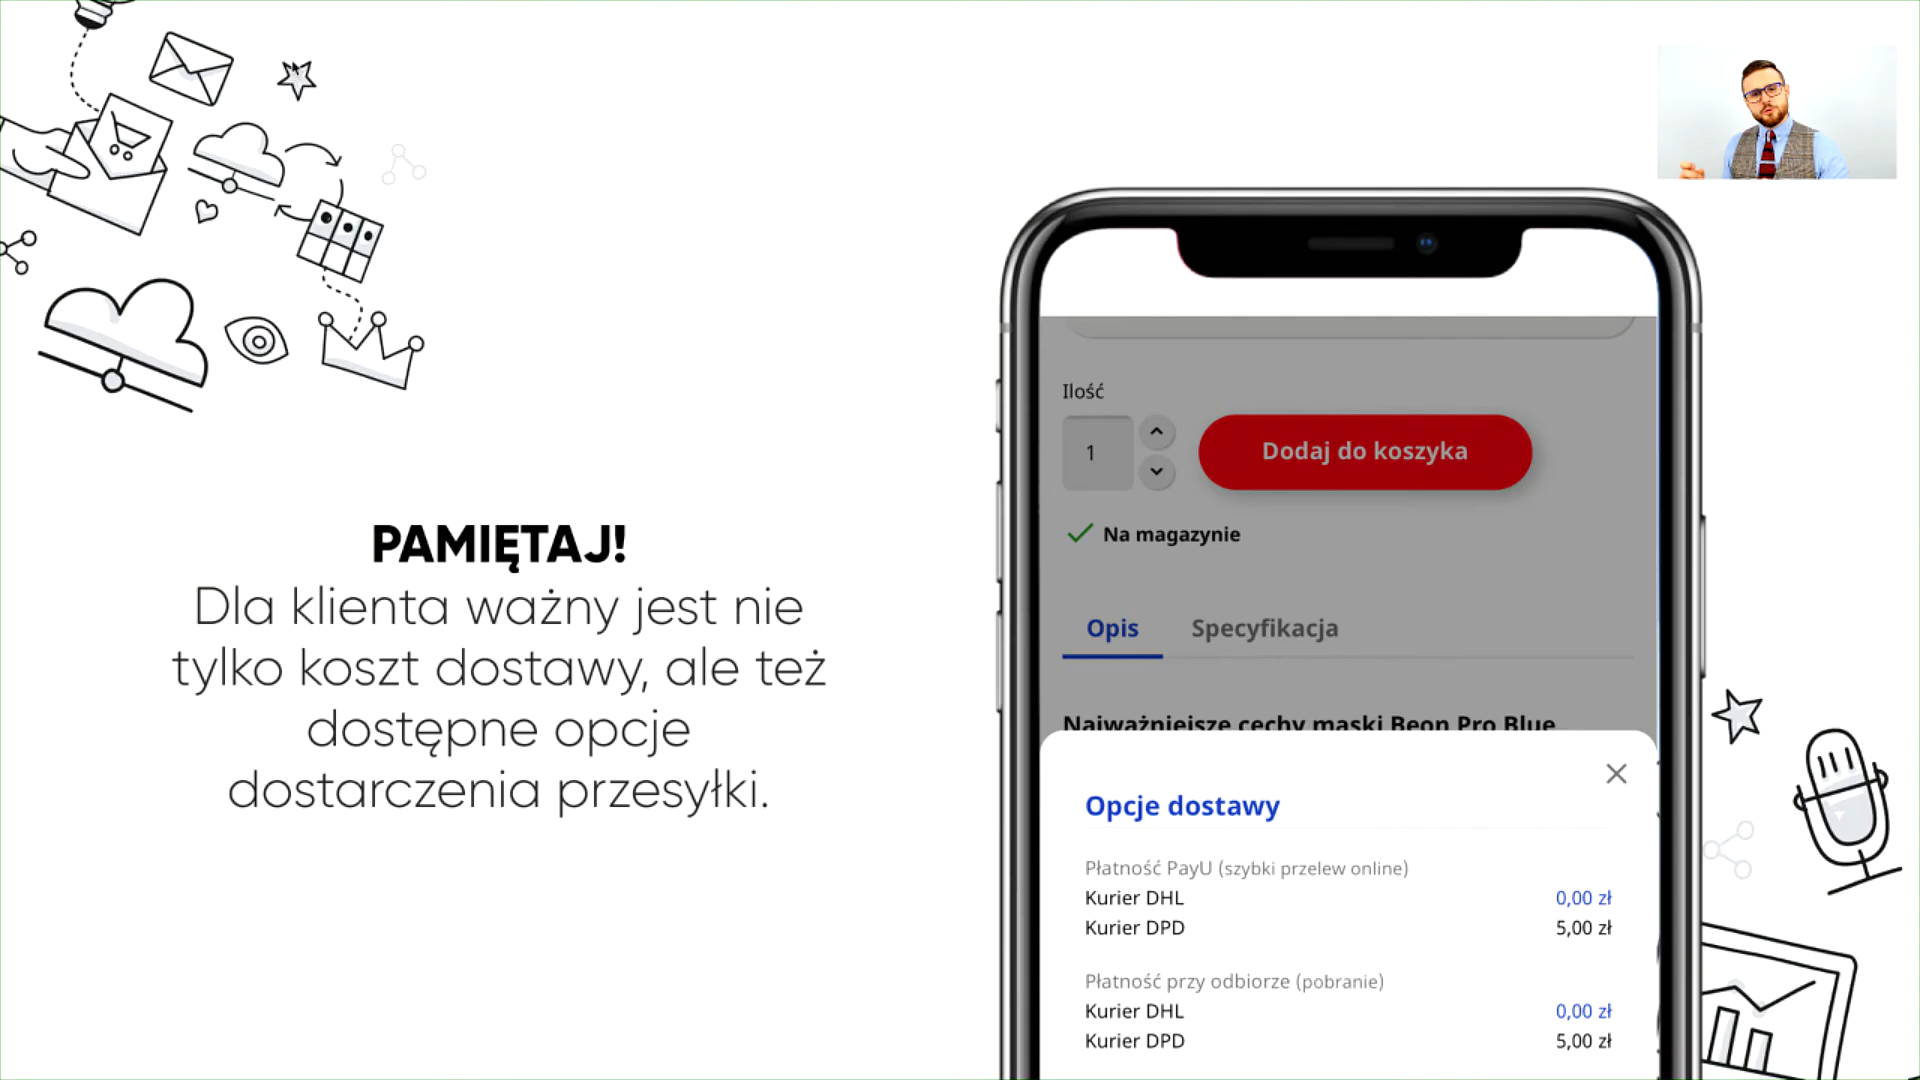 PAMIĘTAJ!
Dla klienta ważny jest nie
tylko koszt dostawy, ale też
dostępne opcje
dostarczenia przesyłki.
Ilość
1
Dodaj do koszyka
Na magazynie
Opis Specyfikacja
Najważniejsze cechy maski Beon Pro Blue
Opcje dostawy
Płatność PayU (szybki przelew online)
Kurier DHL 0,00 zł
Kurier DPD 5,00 zł
Płatność przy odbiorze (pobranie)
Kurier DHL 0,00 zł
Kurier DPD 5,00 zł